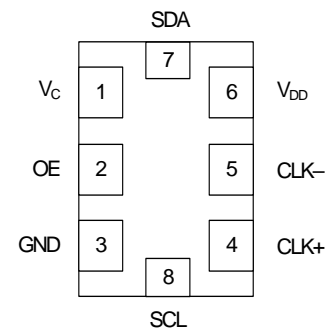 SDA
7
V_C 1 6 V_DD
OE 2 5 CLK–
GND 3 4 CLK+
8
SCL